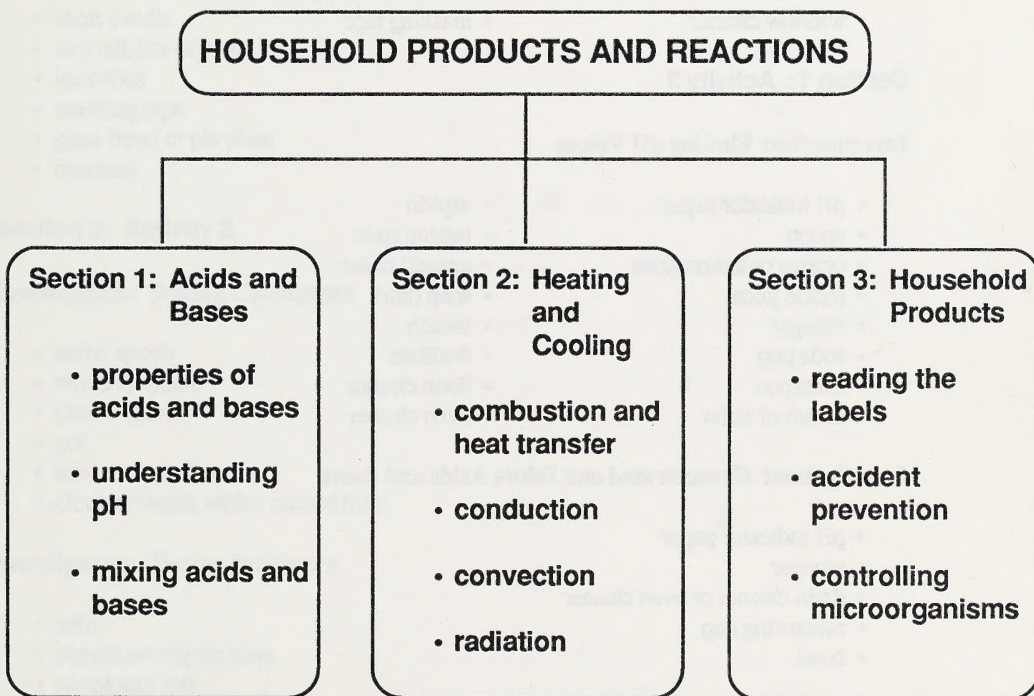 HOUSEHOLD PRODUCTS AND REACTIONS
Section 1: Acids and
Bases
• properties of
acids and bases
• understanding
pH
• mixing acids and
bases
Section 2: Heating
and
Cooling
• combustion and
heat transfer
• conduction
• convection
• radiation
Section 3: Household
Products
• reading the
labels
• accident
prevention
• controlling
microorganisms